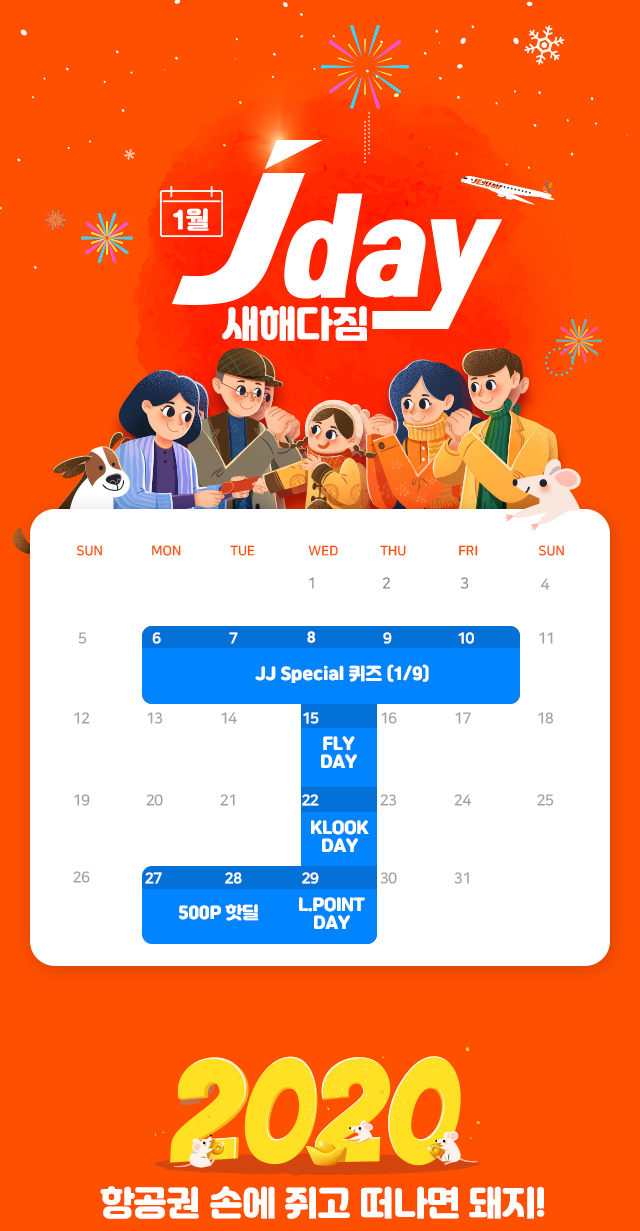 JEJUair
1월
Jday
새해다짐
SUN MON TUE WED THU FRI SUN
1 2 3 4
5 6 7 8 9 10 11
JJ Special 퀴즈 (1/9)
12 13 14 15 16 17 18
FLY
DAY
19 20 21 22 23 24 25
KLOOK
DAY
26 27 28 29 30 31
500P 핫딜
L.POINT
DAY
2020
항공권 손에 쥐고 떠나면 돼지!